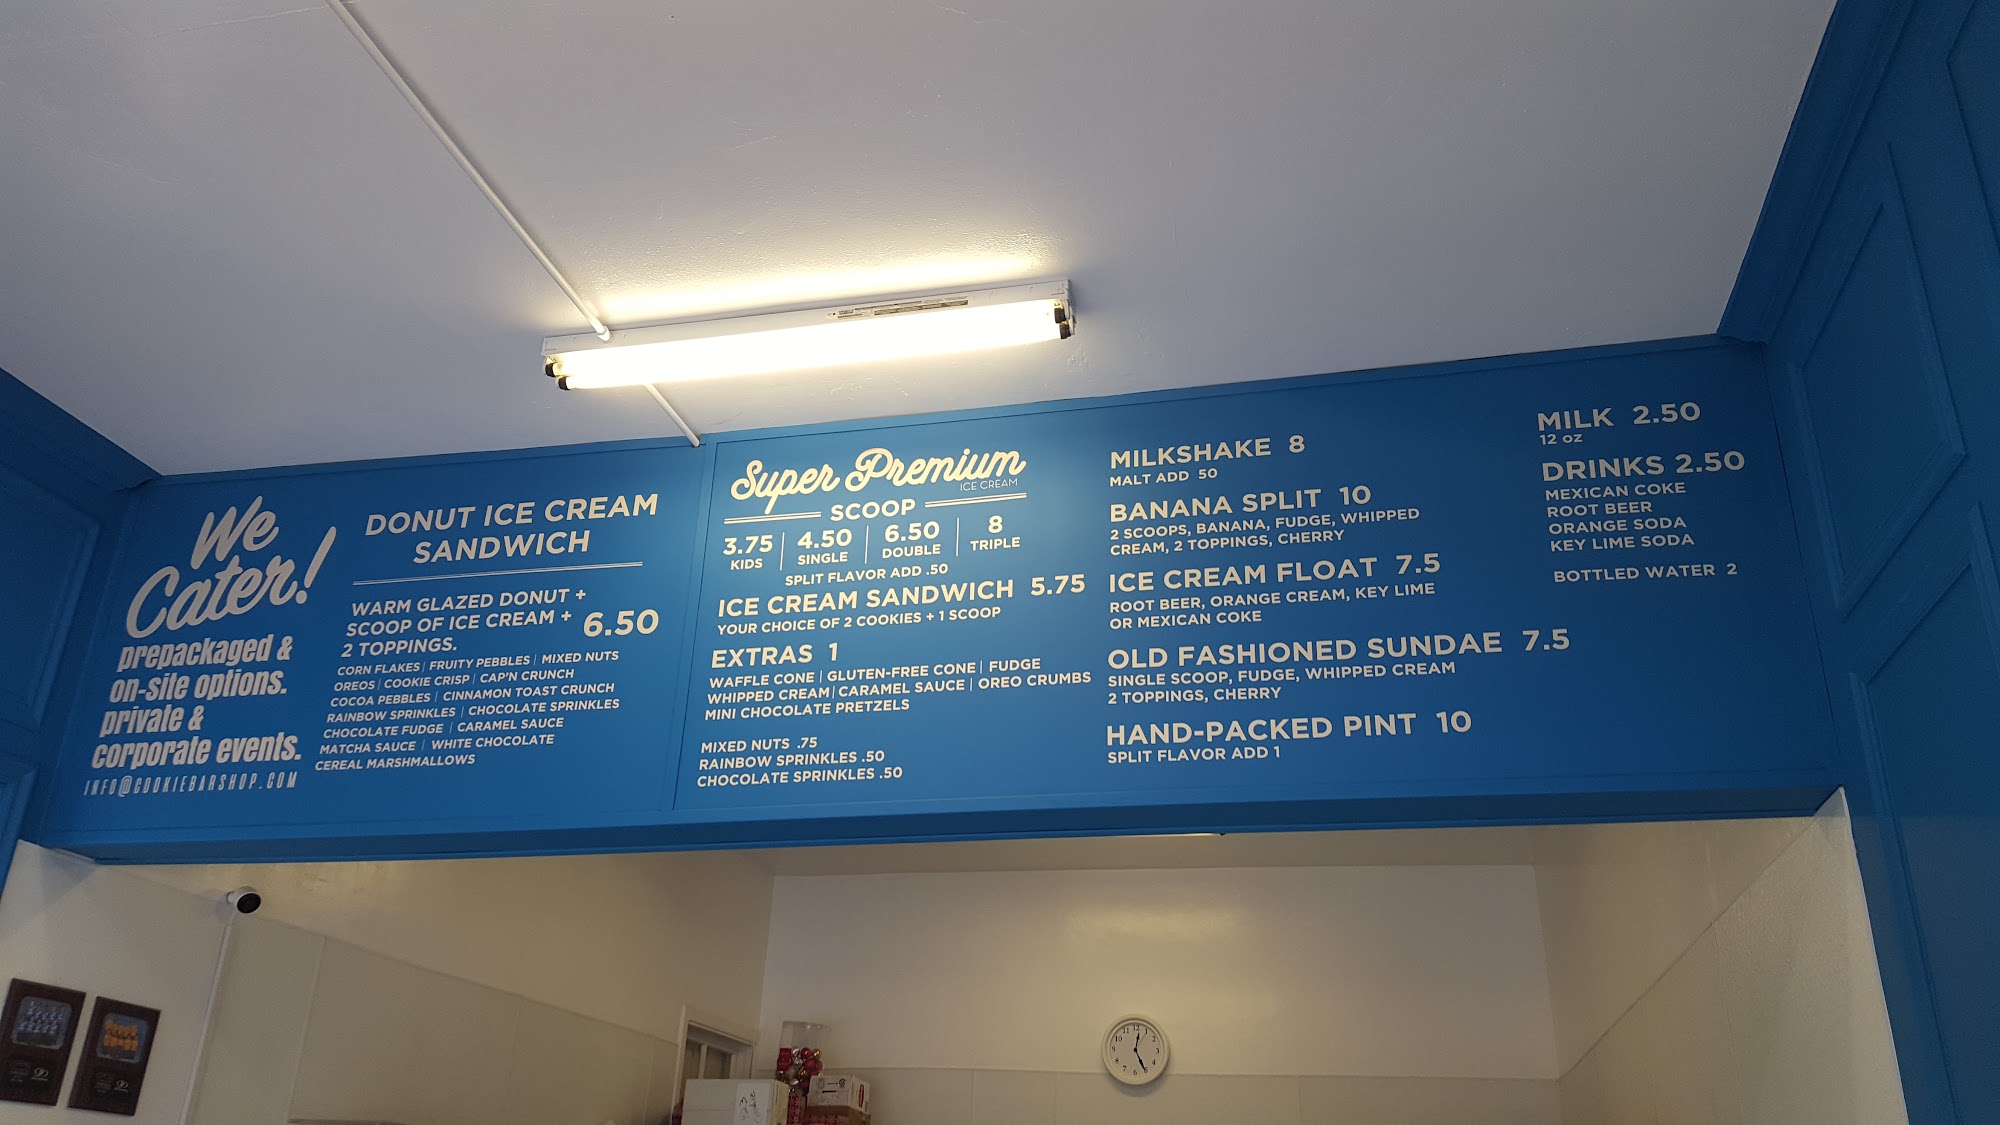 We
Cater!
prepackaged &
on-site options.
private &
corporate events.
INFO@COOKIEBARSHOP.COM
DONUT ICE CREAM
SANDWICH
WARM GLAZED DONUT +
SCOOP OF ICE CREAM +
2 TOPPINGS.
6.50
CORN FLAKES | FRUITY PEBBLES | MIXED NUTS
OREOS | COOKIE CRISP | CAP'N CRUNCH
COCOA PEBBLES | CINNAMON TOAST CRUNCH
RAINBOW SPRINKLES | CHOCOLATE SPRINKLES
CHOCOLATE FUDGE | CARAMEL SAUCE
MATCHA SAUCE | WHITE CHOCOLATE
CEREAL MARSHMALLOWS
Super Premium
ICE CREAM
SCOOP
3.75 | 4.50 | 6.50 | 8
KIDS SINGLE DOUBLE TRIPLE
SPLIT FLAVOR ADD .50
ICE CREAM SANDWICH 5.75
YOUR CHOICE OF 2 COOKIES + 1 SCOOP
EXTRAS 1
WAFFLE CONE | GLUTEN-FREE CONE | FUDGE
WHIPPED CREAM | CARAMEL SAUCE | OREO CRUMBS
MINI CHOCOLATE PRETZELS
MIXED NUTS .75
RAINBOW SPRINKLES .50
CHOCOLATE SPRINKLES .50
MILKSHAKE 8
MALT ADD 50
BANANA SPLIT 10
2 SCOOPS, BANANA, FUDGE, WHIPPED
CREAM, 2 TOPPINGS, CHERRY
ICE CREAM FLOAT 7.5
ROOT BEER, ORANGE CREAM, KEY LIME
OR MEXICAN COKE
OLD FASHIONED SUNDAE 7.5
SINGLE SCOOP, FUDGE, WHIPPED CREAM
2 TOPPINGS, CHERRY
HAND-PACKED PINT 10
SPLIT FLAVOR ADD 1
MILK 2.50
12 oz
DRINKS 2.50
MEXICAN COKE
ROOT BEER
ORANGE SODA
KEY LIME SODA
BOTTLED WATER 2